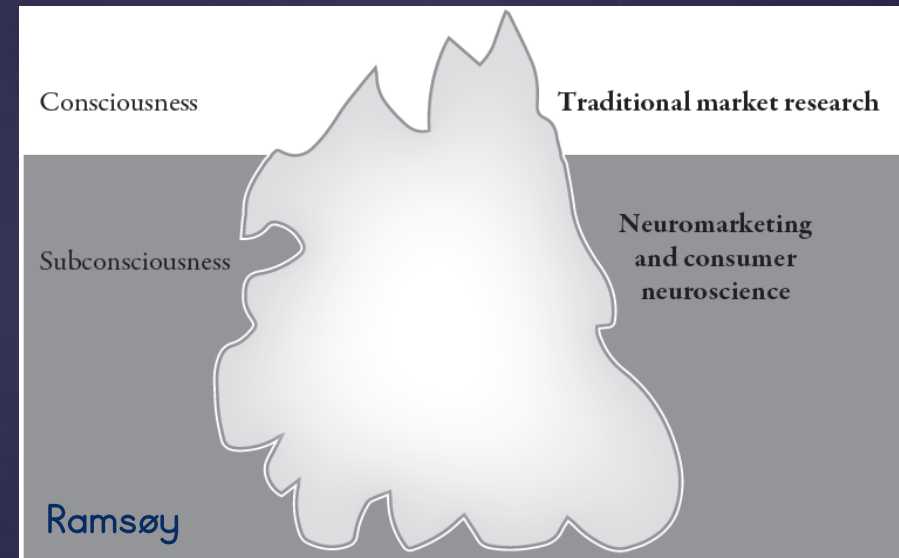 Consciousness
Traditional market research
Subconsciousness
Neuromarketing
and consumer
neuroscience
Ramsøy